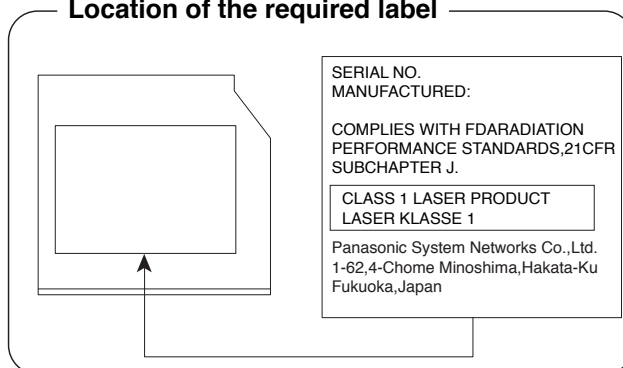 Location of the required label
SERIAL NO.
MANUFACTURED:
COMPLIES WITH FDARADIATION
PERFORMANCE STANDARDS,21CFR
SUBCHAPTER J.
CLASS 1 LASER PRODUCT
LASER KLASSE 1
Panasonic System Networks Co.,Ltd.
1-62,4-Chome Minoshima,Hakata-Ku
Fukuoka,Japan